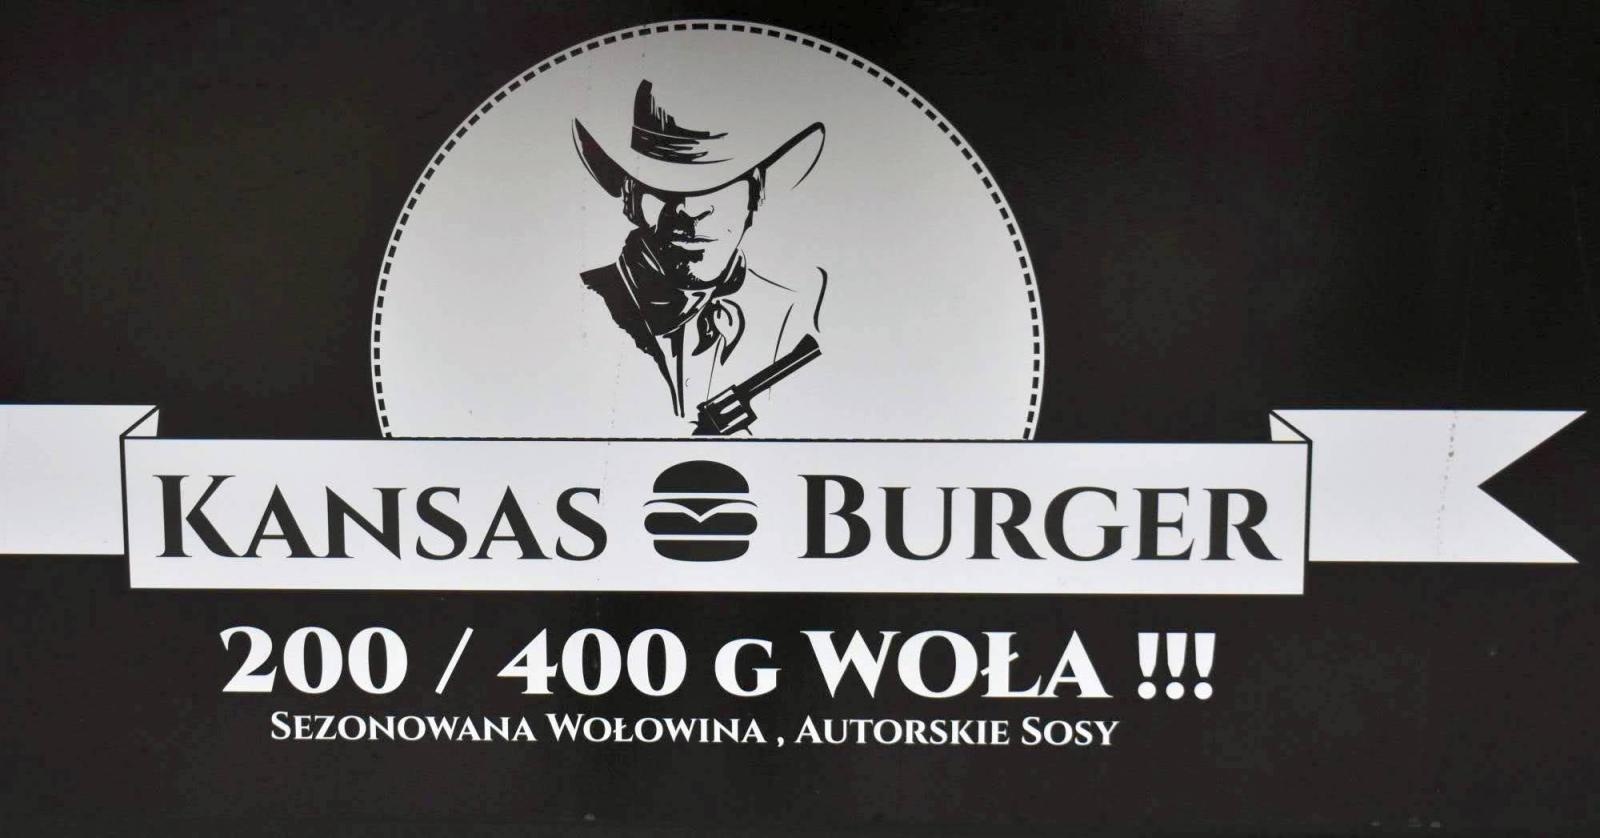 Kansas Burger
200 / 400 g WOŁA !!!
Sezonowana Wołowina , Autorskie Sosy